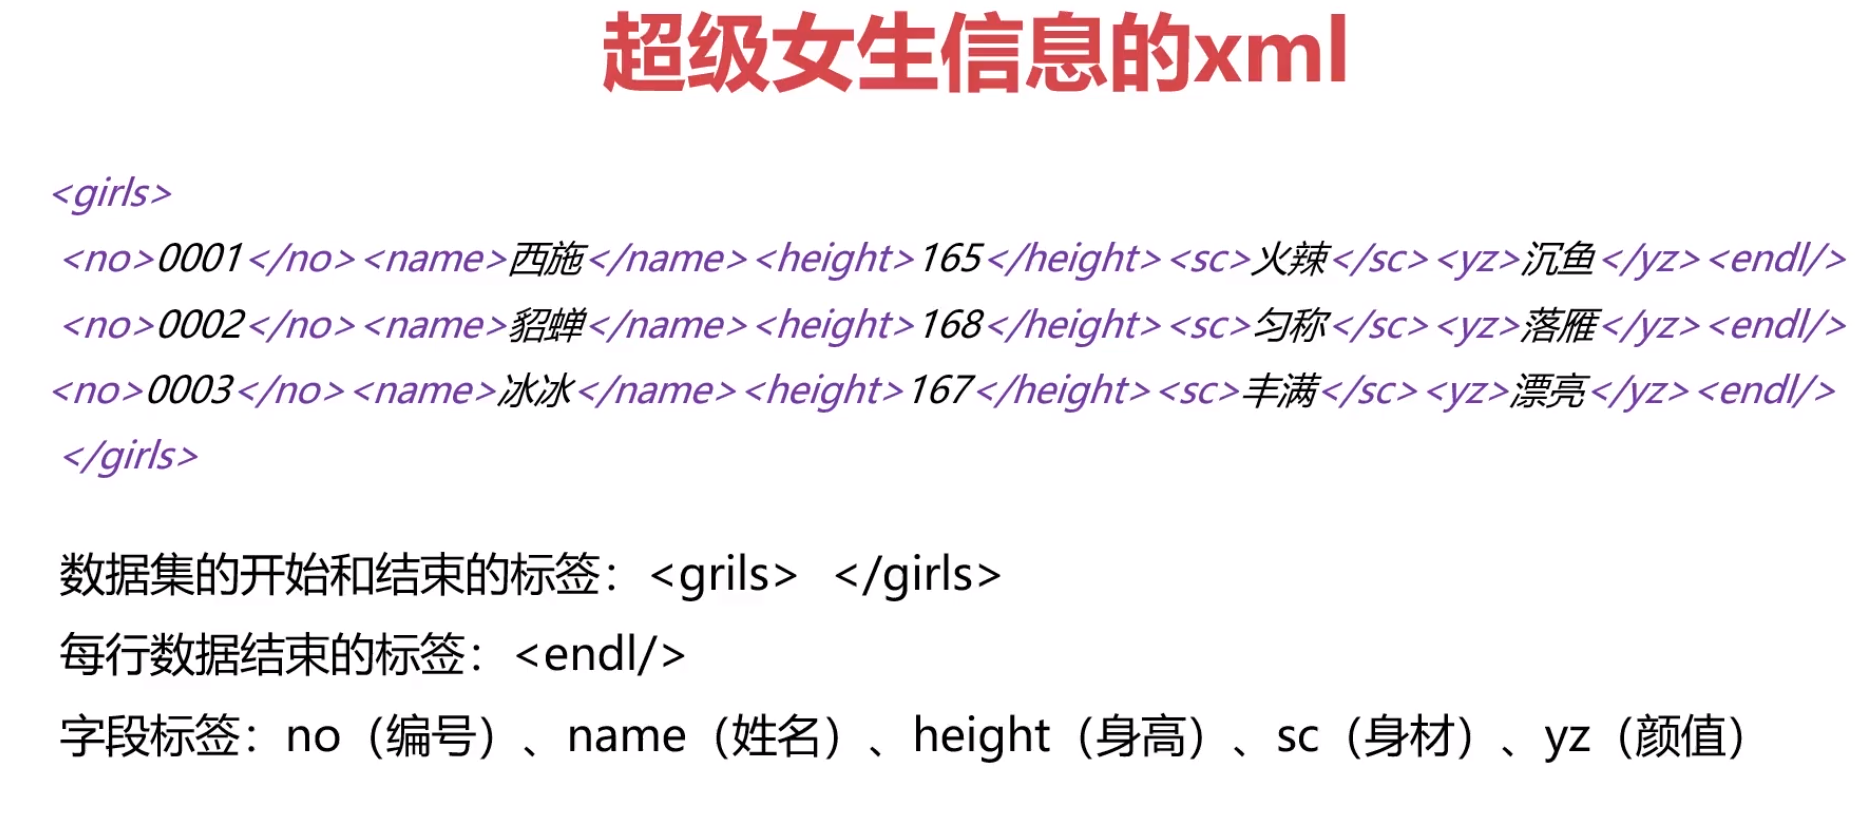 超级女生信息的xml
<girls>
<no>0001</no><name>西施</name><height>165</height><sc>火辣</sc><yz>沉鱼</yz><endl/>
<no>0002</no><name>貂蝉</name><height>168</height><sc>匀称</sc><yz>落雁</yz><endl/>
<no>0003</no><name>冰冰</name><height>167</height><sc>丰满</sc><yz>漂亮</yz><endl/>
</girls>
数据集的开始和结束的标签：<grils> </girls>
每行数据结束的标签：<endl/>
字段标签：no（编号）、name（姓名）、height（身高）、sc（身材）、yz（颜值）